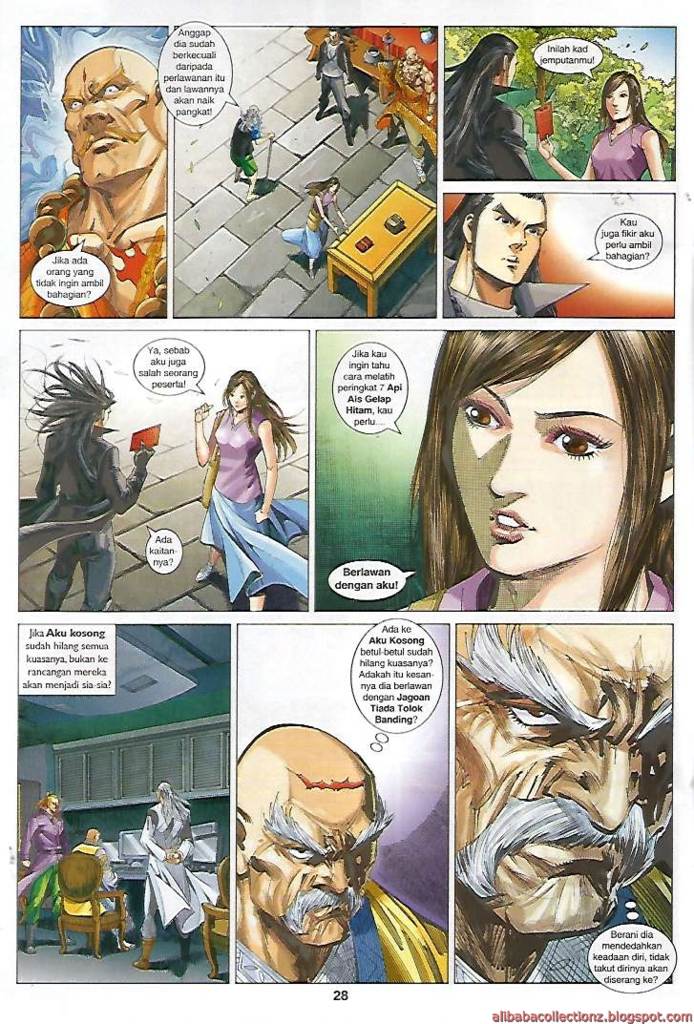 Jika ada
orang yang
tidak ingin ambil
bahagian?
Anggap
dia sudah
berkecuali
daripada
perlawanan itu
dan lawannya
akan naik
pangkat!
Inilah kad
jemputanmu!
Kau
juga fikir aku
perlu ambil
bahagian?
Ya, sebab
aku juga
salah seorang
peserta!
Ada
kaitan-
nya?
Jika kau
ingin tahu
cara melatih
peringkat 7 Api
Ais Gelap
Hitam, kau
perlu....
Berlawan
dengan aku!
Jika Aku kosong
sudah hilang semua
kuasanya, bukan ke
rancangan mereka
akan menjadi sia-sia?
Ada ke
Aku Kosong
betul-betul sudah
hilang kuasanya?
Adakah itu kesan-
nya dia berlawan
dengan Jagoan
Tiada Tolok
Banding?
Berani dia
mendedahkan
keadaan diri, tidak
takut dirinya akan
diserang ke?
28
alibabacollectionz.blogspot.com